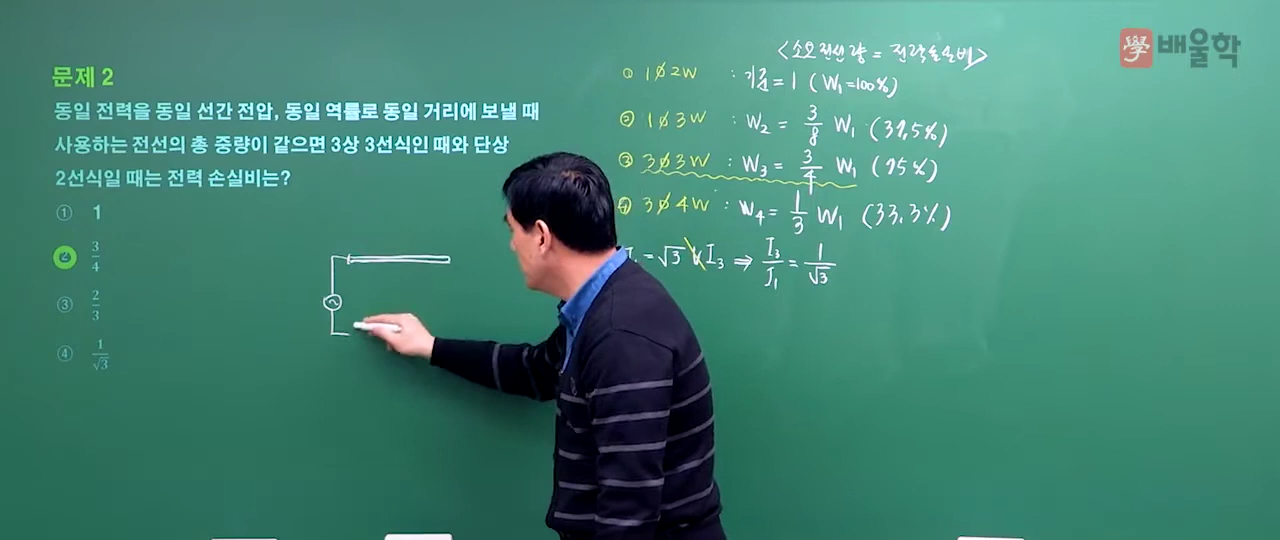 學 배울학
문제 2
동일 전력을 동일 선간 전압, 동일 역률로 동일 거리에 보낼 때
사용하는 전선의 총 중량이 같으면 3상 3선식인 때와 단상
2선식일 때는 전력 손실비는?
① 1
② 3/4
③ 2/3
④ 1/√3
<소요전선량 = 전력손실비>
① 1∅2W : 기준 = 1 (W₁=100%)
② 1∅3W : W₂ = 3/8 W₁ (37.5%)
③ 3∅3W : W₃ = 3/4 W₁ (75%)
④ 3∅4W : W₄ = 1/3 W₁ (33.3%)
= √3 V I₃ ⇒ I₃/I₁ = 1/√3